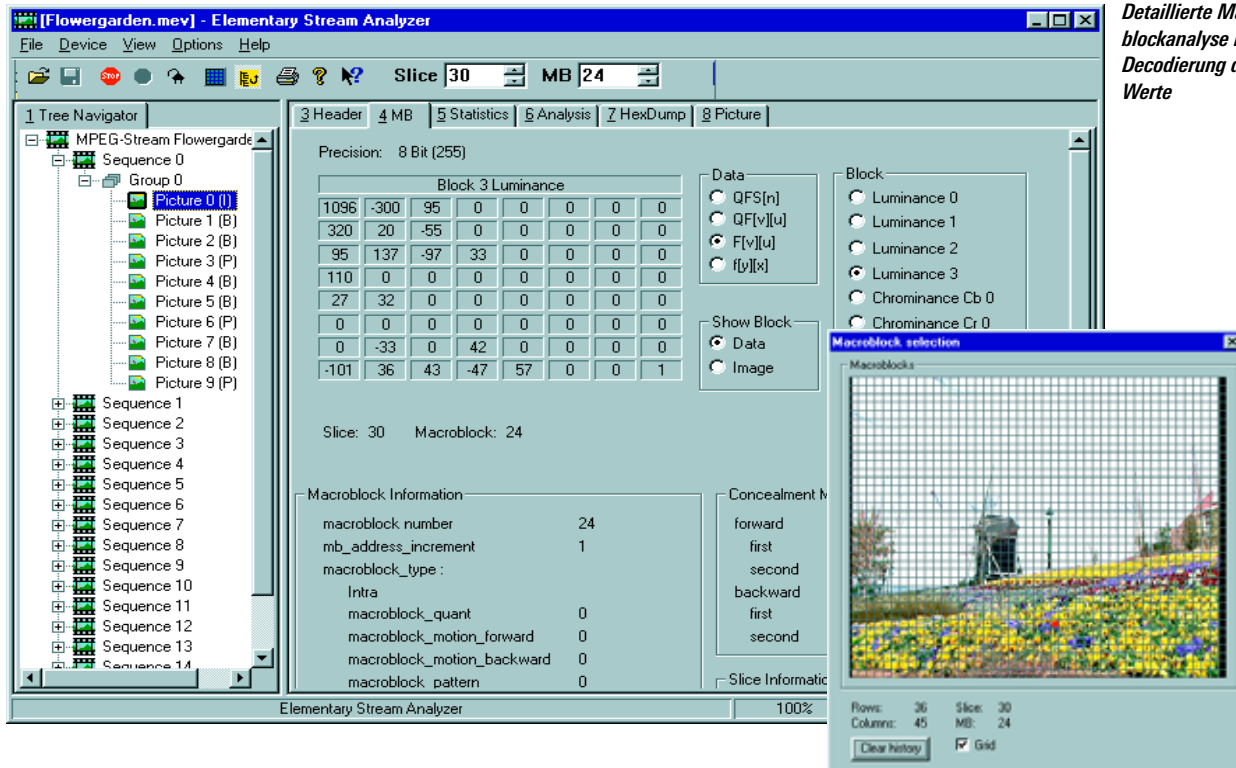 [Flowergarden.mev] - Elementary Stream Analyzer
File Device View Options Help
STOP Slice 30 MB 24
1 Tree Navigator
MPEG-Stream Flowergarde
Sequence 0
Group 0
Picture 0 (I)
Picture 1 (B)
Picture 2 (B)
Picture 3 (P)
Picture 4 (B)
Picture 5 (B)
Picture 6 (P)
Picture 7 (B)
Picture 8 (B)
Picture 9 (P)
Sequence 1
Sequence 2
Sequence 3
Sequence 4
Sequence 5
Sequence 6
Sequence 7
Sequence 8
Sequence 9
Sequence 10
Sequence 11
Sequence 12
Sequence 13
Sequence 14
3 Header 4 MB 5 Statistics 6 Analysis 7 HexDump 8 Picture
Precision: 8 Bit (255)
Block 3 Luminance
1096 -300 95 0 0 0 0 0
320 20 -55 0 0 0 0 0
95 137 -97 33 0 0 0 0
110 0 0 0 0 0 0 0
27 32 0 0 0 0 0 0
0 0 0 0 0 0 0 0
0 -33 0 42 0 0 0 0
-101 36 43 -47 57 0 0 1
Data
QFS[n]
QF[v][u]
F[v][u]
f[y][x]
Show Block
Data
Image
Block
Luminance 0
Luminance 1
Luminance 2
Luminance 3
Chrominance Cb 0
Chrominance Cr 0
Slice: 30 Macroblock: 24
Macroblock Information
macroblock number 24
mb_address_increment 1
macroblock_type :
Intra
macroblock_quant 0
macroblock_motion_forward 0
macroblock_motion_backward 0
macroblock_pattern 0
Concealment M
forward
first
second
backward
first
second
Slice Informatio
Elementary Stream Analyzer 100%
Macroblock selection
Macroblocks
Rows: 36 Slice: 30
Columns: 45 MB: 24
Clear history Grid
Detaillierte Ma
blockanalyse
Decodierung
Werte